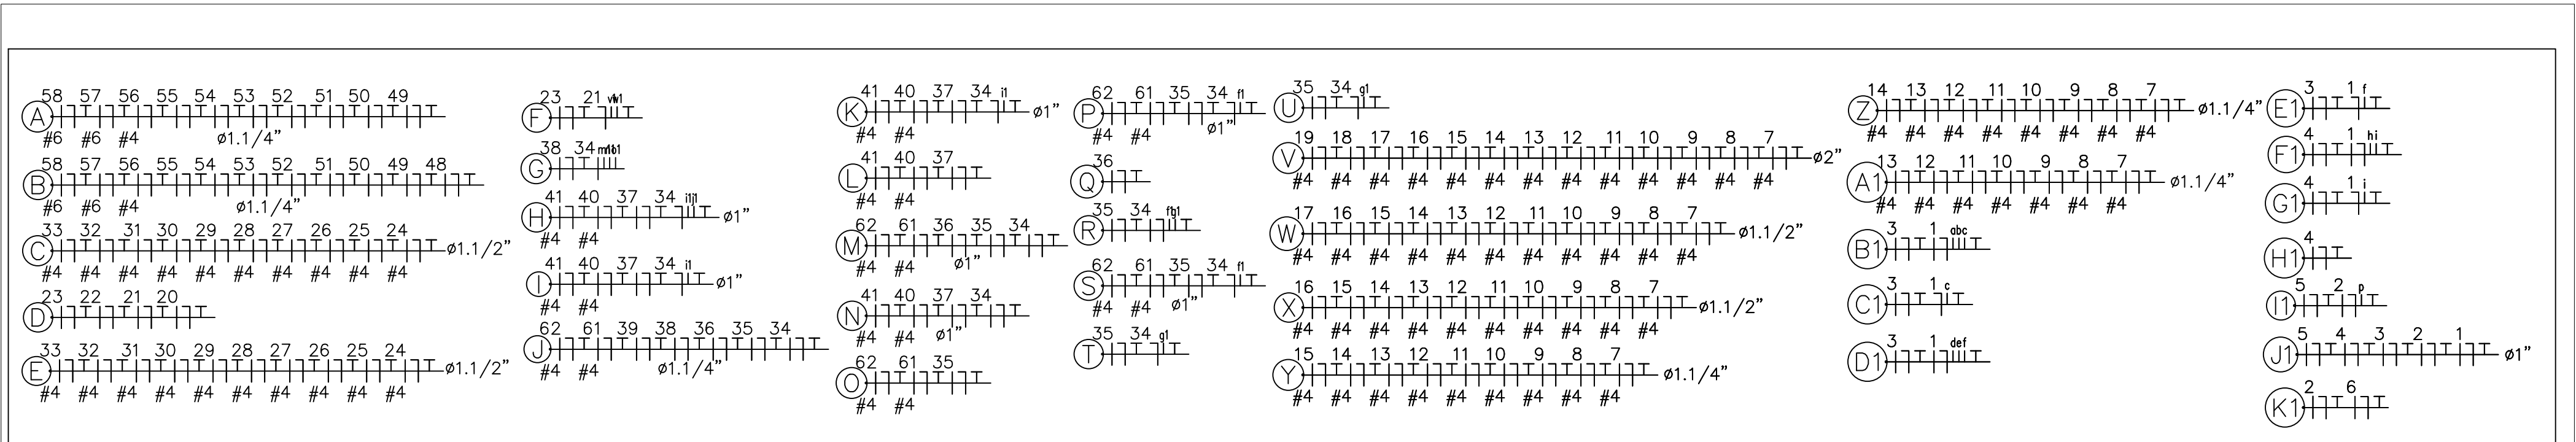 58 57 56 55 54 53 52 51 50 49
A
#6 #6 #4 ø1.1/4"
58 57 56 55 54 53 52 51 50 49 48
B
#6 #6 #4 ø1.1/4"
33 32 31 30 29 28 27 26 25 24
C ø1.1/2"
#4 #4 #4 #4 #4 #4 #4 #4 #4 #4
23 22 21 20
D
33 32 31 30 29 28 27 26 25 24
E ø1.1/2"
#4 #4 #4 #4 #4 #4 #4 #4 #4 #4
23 21
F
38 34
G
41 40 37 34 i1j1
H ø1"
#4 #4
41 40 37 34 i1
I ø1"
#4 #4
62 61 39 38 36 35 34
J
#4 #4 ø1.1/4"
41 40 37 34 i1
K ø1"
#4 #4
41 40 37
L
#4 #4
62 61 36 35 34
M
#4 #4 ø1"
41 40 37 34
N
#4 #4 ø1"
62 61 35
O
#4 #4
62 61 35 34 f1
P
#4 #4 ø1"
36
Q
35 34
R
62 61 35 34 f1
S
#4 #4 ø1"
35 34 g1
T
35 34 g1
U
19 18 17 16 15 14 13 12 11 10 9 8 7
V ø2"
#4 #4 #4 #4 #4 #4 #4 #4 #4 #4 #4 #4 #4
17 16 15 14 13 12 11 10 9 8 7
W ø1.1/2"
#4 #4 #4 #4 #4 #4 #4 #4 #4 #4 #4
16 15 14 13 12 11 10 9 8 7
X ø1.1/2"
#4 #4 #4 #4 #4 #4 #4 #4 #4 #4
15 14 13 12 11 10 9 8 7
Y ø1.1/4"
#4 #4 #4 #4 #4 #4 #4 #4 #4
14 13 12 11 10 9 8 7
Z ø1.1/4"
#4 #4 #4 #4 #4 #4 #4 #4
13 12 11 10 9 8 7
A1 ø1.1/4"
#4 #4 #4 #4 #4 #4 #4
3 1 abc
B1
3 1 c
C1
3 1 def
D1
3 1 f
E1
4 1 hi
F1
4 1 i
G1
4
H1
5 2 p
I1
5 4 3 2 1
J1 ø1"
2 6
K1